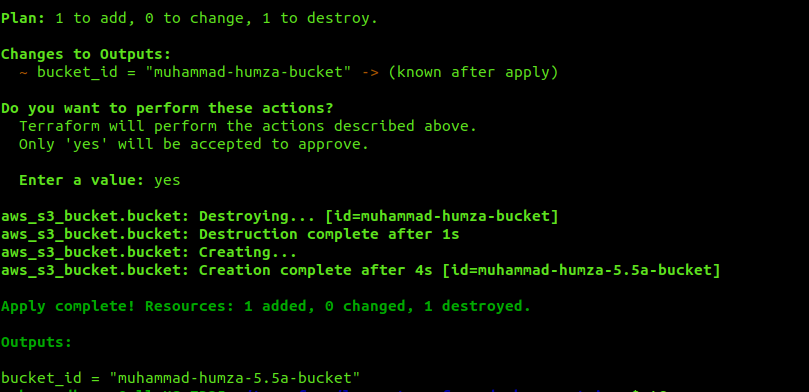 Plan: 1 to add, 0 to change, 1 to destroy.
Changes to Outputs:
~ bucket_id = "muhammad-humza-bucket" -> (known after apply)
Do you want to perform these actions?
Terraform will perform the actions described above.
Only 'yes' will be accepted to approve.
Enter a value: yes
aws_s3_bucket.bucket: Destroying... [id=muhammad-humza-bucket]
aws_s3_bucket.bucket: Destruction complete after 1s
aws_s3_bucket.bucket: Creating...
aws_s3_bucket.bucket: Creation complete after 4s [id=muhammad-humza-5.5a-bucket]
Apply complete! Resources: 1 added, 0 changed, 1 destroyed.
Outputs:
bucket_id = "muhammad-humza-5.5a-bucket"